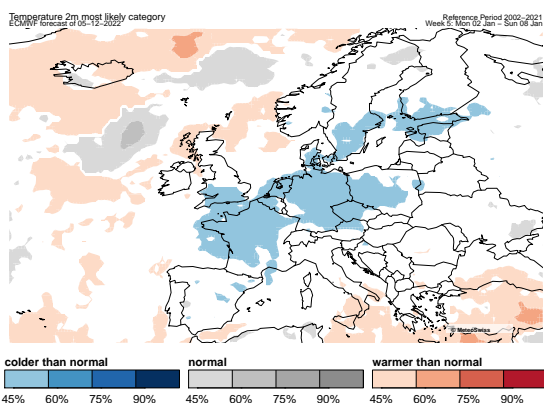 Temperature 2m most likely category
ECMWF forecast of 05−12−2022
Reference Period 2002−2021
Week 5: Mon 02 Jan − Sun 08 Jan
© MeteoSwiss
colder than normal
normal
warmer than normal
45% 60% 75% 90%
45% 60% 75% 90%
45% 60% 75% 90%